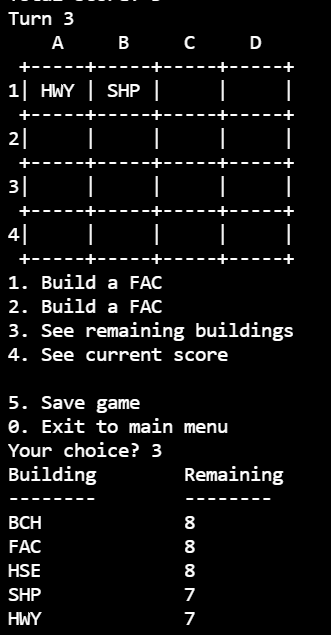 Turn 3
A B C D
+-----+-----+-----+-----+
1| HWY | SHP | | |
+-----+-----+-----+-----+
2| | | | |
+-----+-----+-----+-----+
3| | | | |
+-----+-----+-----+-----+
4| | | | |
+-----+-----+-----+-----+
1. Build a FAC
2. Build a FAC
3. See remaining buildings
4. See current score
5. Save game
0. Exit to main menu
Your choice? 3
Building Remaining
-------- --------
BCH 8
FAC 8
HSE 8
SHP 7
HWY 7